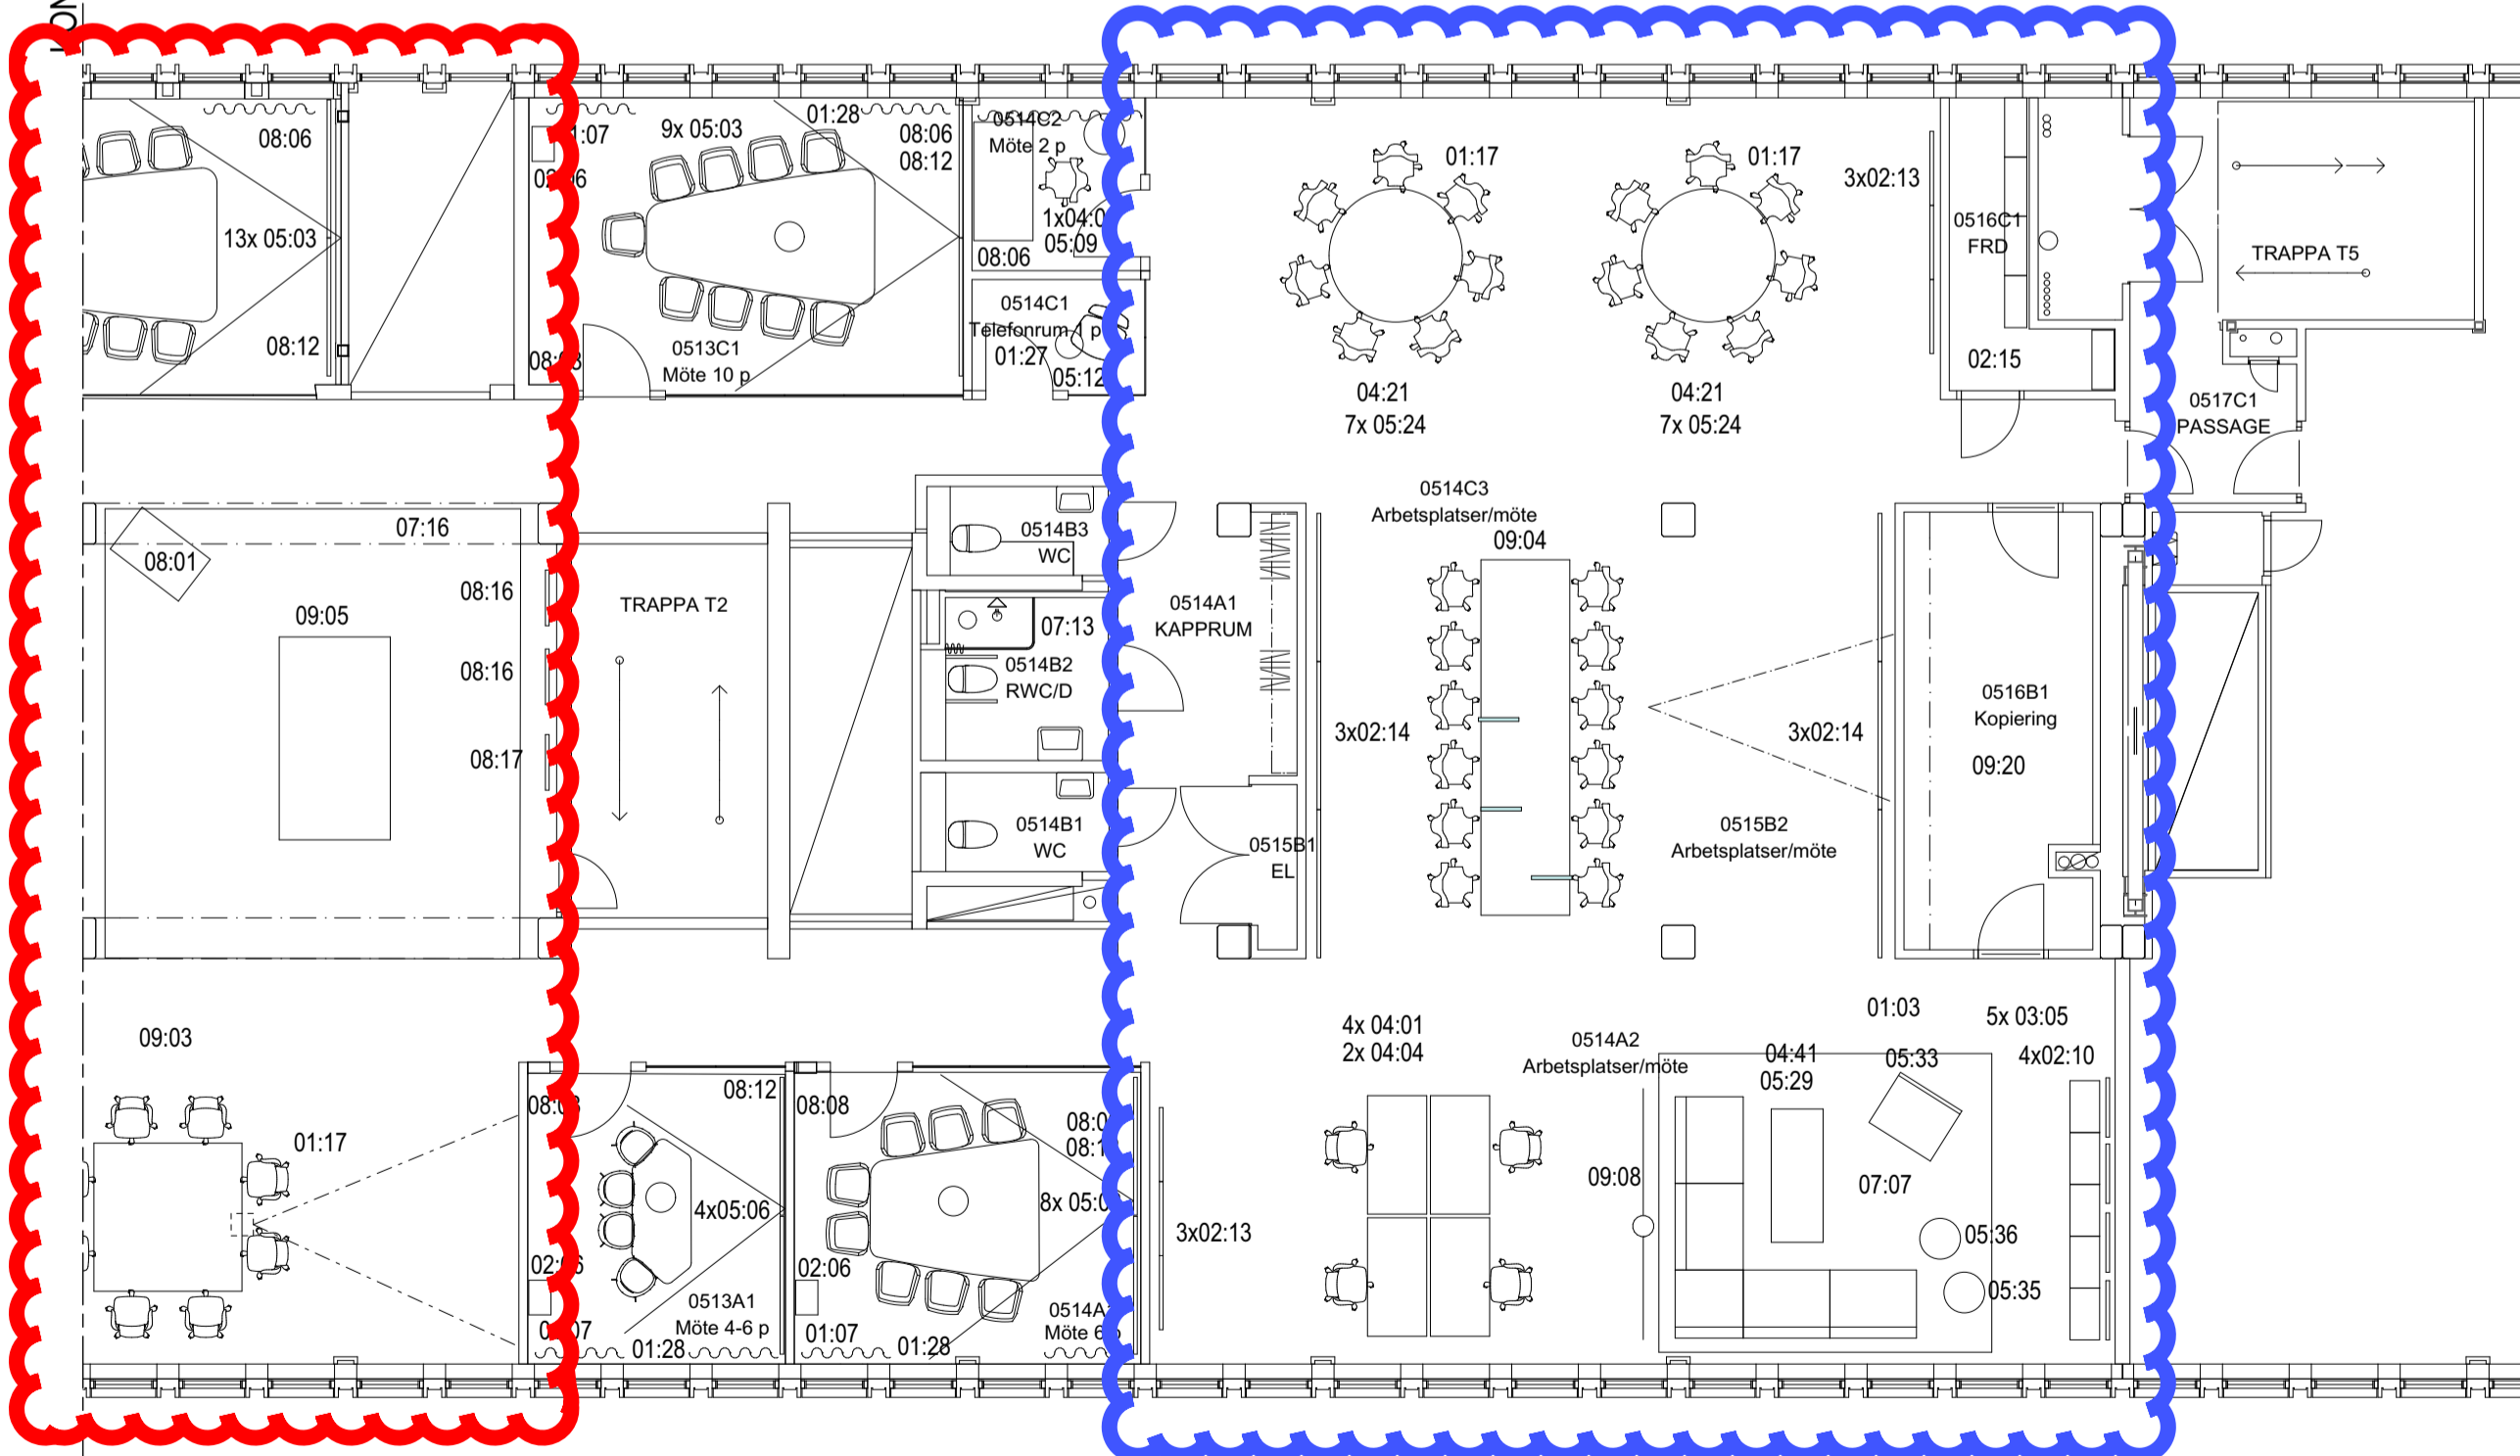 08:06
13x 05:03
08:12
9x 05:03
01:28
08:06
08:12
0513C1
Möte 10 p
0514C2
Möte 2 p
05:09
08:06
0514C1
Telefonrum 1 p
01:27
05:12
01:17
04:21
7x 05:24
01:17
04:21
7x 05:24
3x02:13
0516C1
FRD
02:15
TRAPPA T5
0517C1
PASSAGE
07:16
08:01
09:05
08:16
08:16
08:17
TRAPPA T2
0514B3
WC
07:13
0514B2
RWC/D
0514B1
WC
0514A1
KAPPRUM
0515B1
EL
0514C3
Arbetsplatser/möte
09:04
3x02:14
3x02:14
0515B2
Arbetsplatser/möte
0516B1
Kopiering
09:20
09:03
01:17
08:12
4x05:06
0513A1
Möte 4-6 p
01:28
08:08
02:06
01:07
01:28
3x02:13
4x 04:01
2x 04:04
0514A2
Arbetsplatser/möte
09:08
04:41
05:29
05:33
01:03
5x 03:05
4x02:10
07:07
05:36
05:35